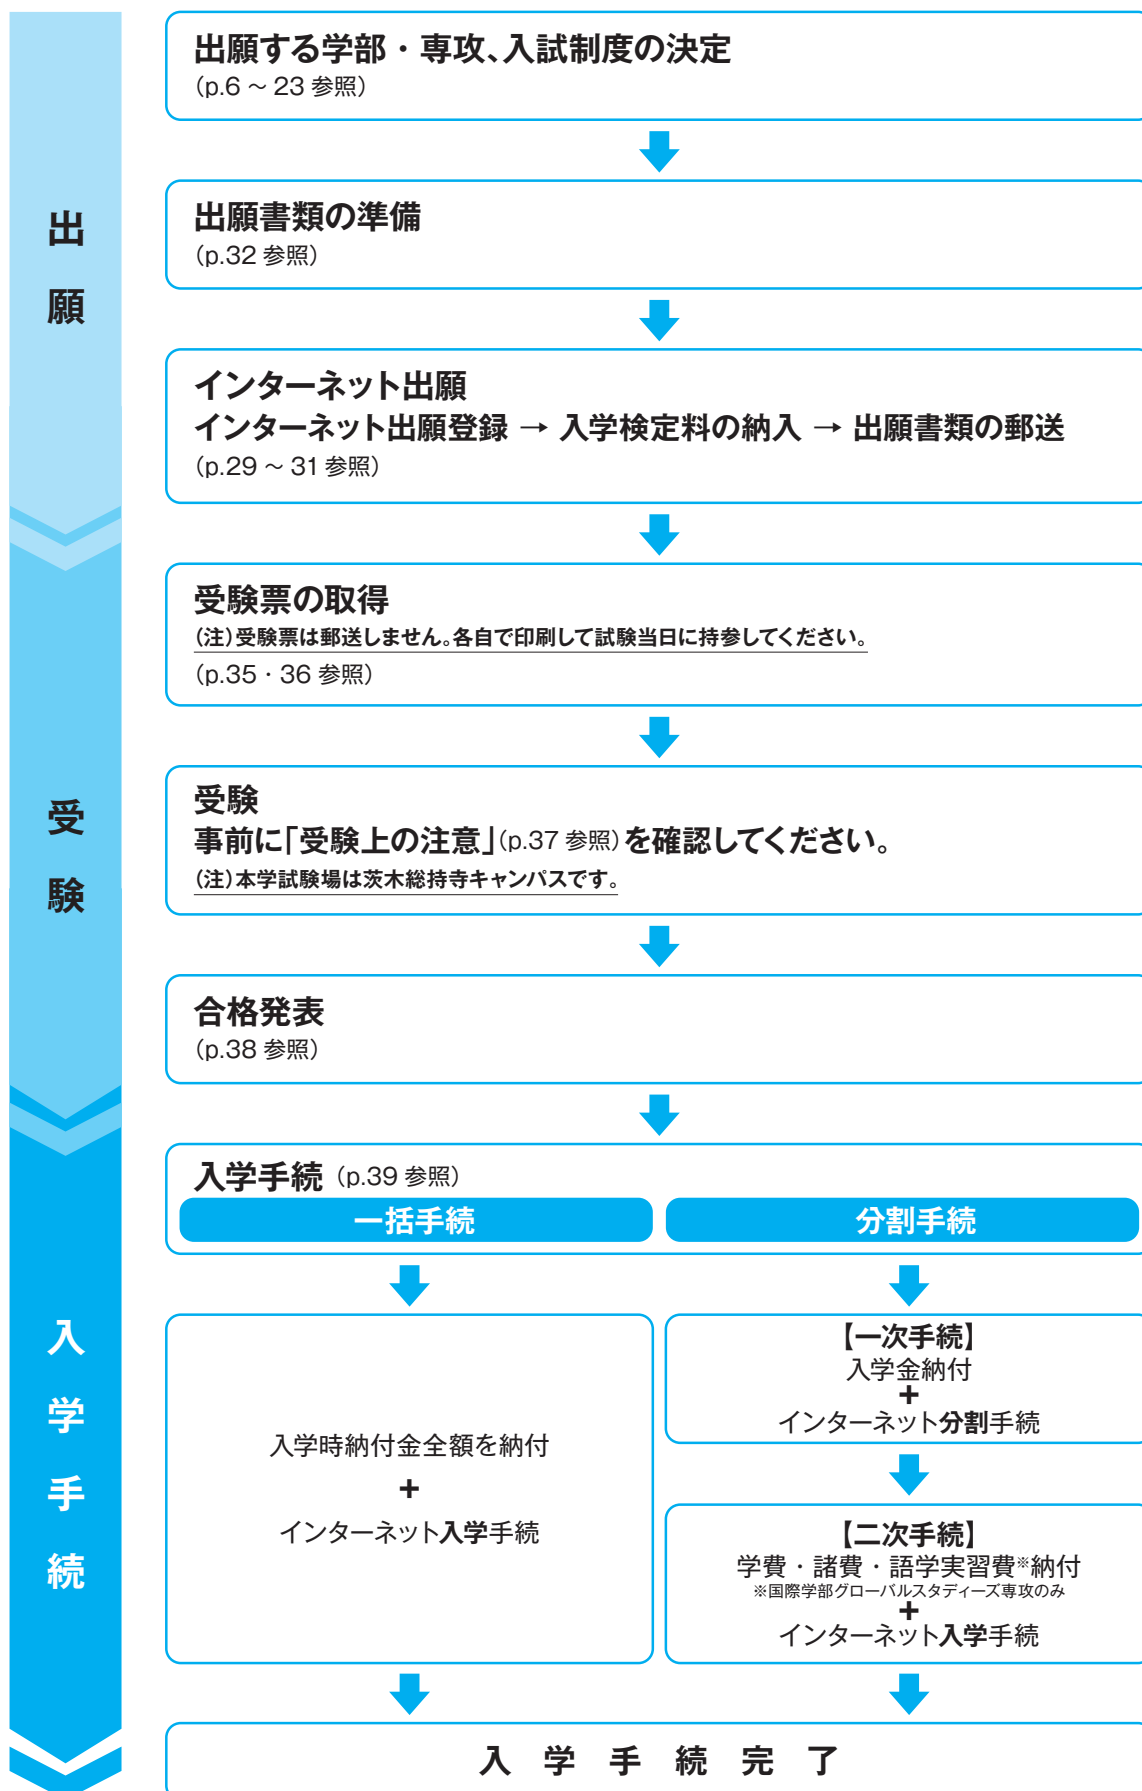 出願
出願する学部・専攻、入試制度の決定
（p.6 〜 23 参照）
出願書類の準備
（p.32 参照）
インターネット出願
インターネット出願登録 → 入学検定料の納入 → 出願書類の郵送
（p.29 〜 31 参照）
受験
受験票の取得
（注）受験票は郵送しません。各自で印刷して試験当日に持参してください。
（p.35・36 参照）
受験
事前に「受験上の注意」（p.37 参照）を確認してください。
（注）本学試験場は茨木総持寺キャンパスです。
合格発表
（p.38 参照）
入学手続
入学手続（p.39 参照）
一括手続
入学時納付金全額を納付
+
インターネット入学手続
分割手続
【一次手続】
入学金納付
+
インターネット分割手続
【二次手続】
学費・諸費・語学実習費※納付
※国際学部グローバルスタディーズ専攻のみ
+
インターネット入学手続
入学手続完了